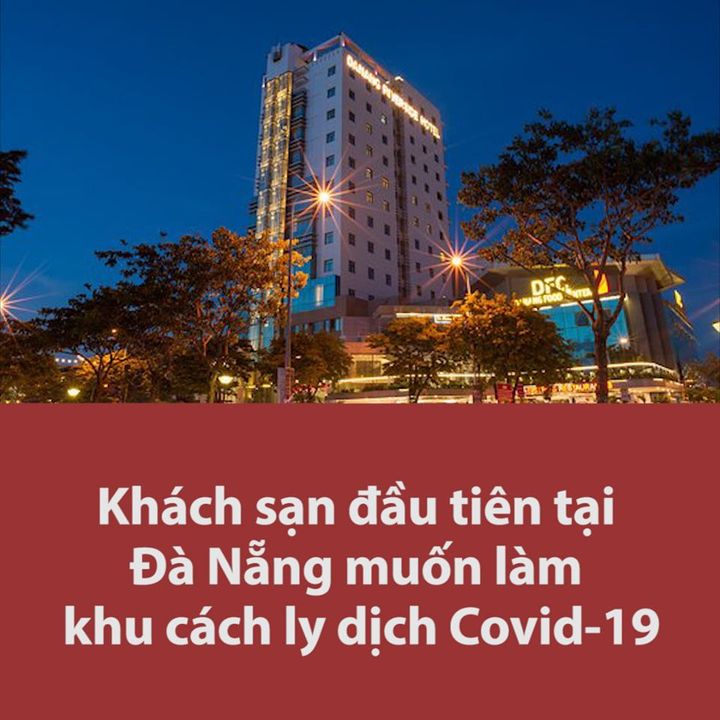 DANANG RIVERSIDE HOTEL
DFC
DANANG FOOD CENTER
RESTAURANT
Khách sạn đầu tiên tại
Đà Nẵng muốn làm
khu cách ly dịch Covid-19